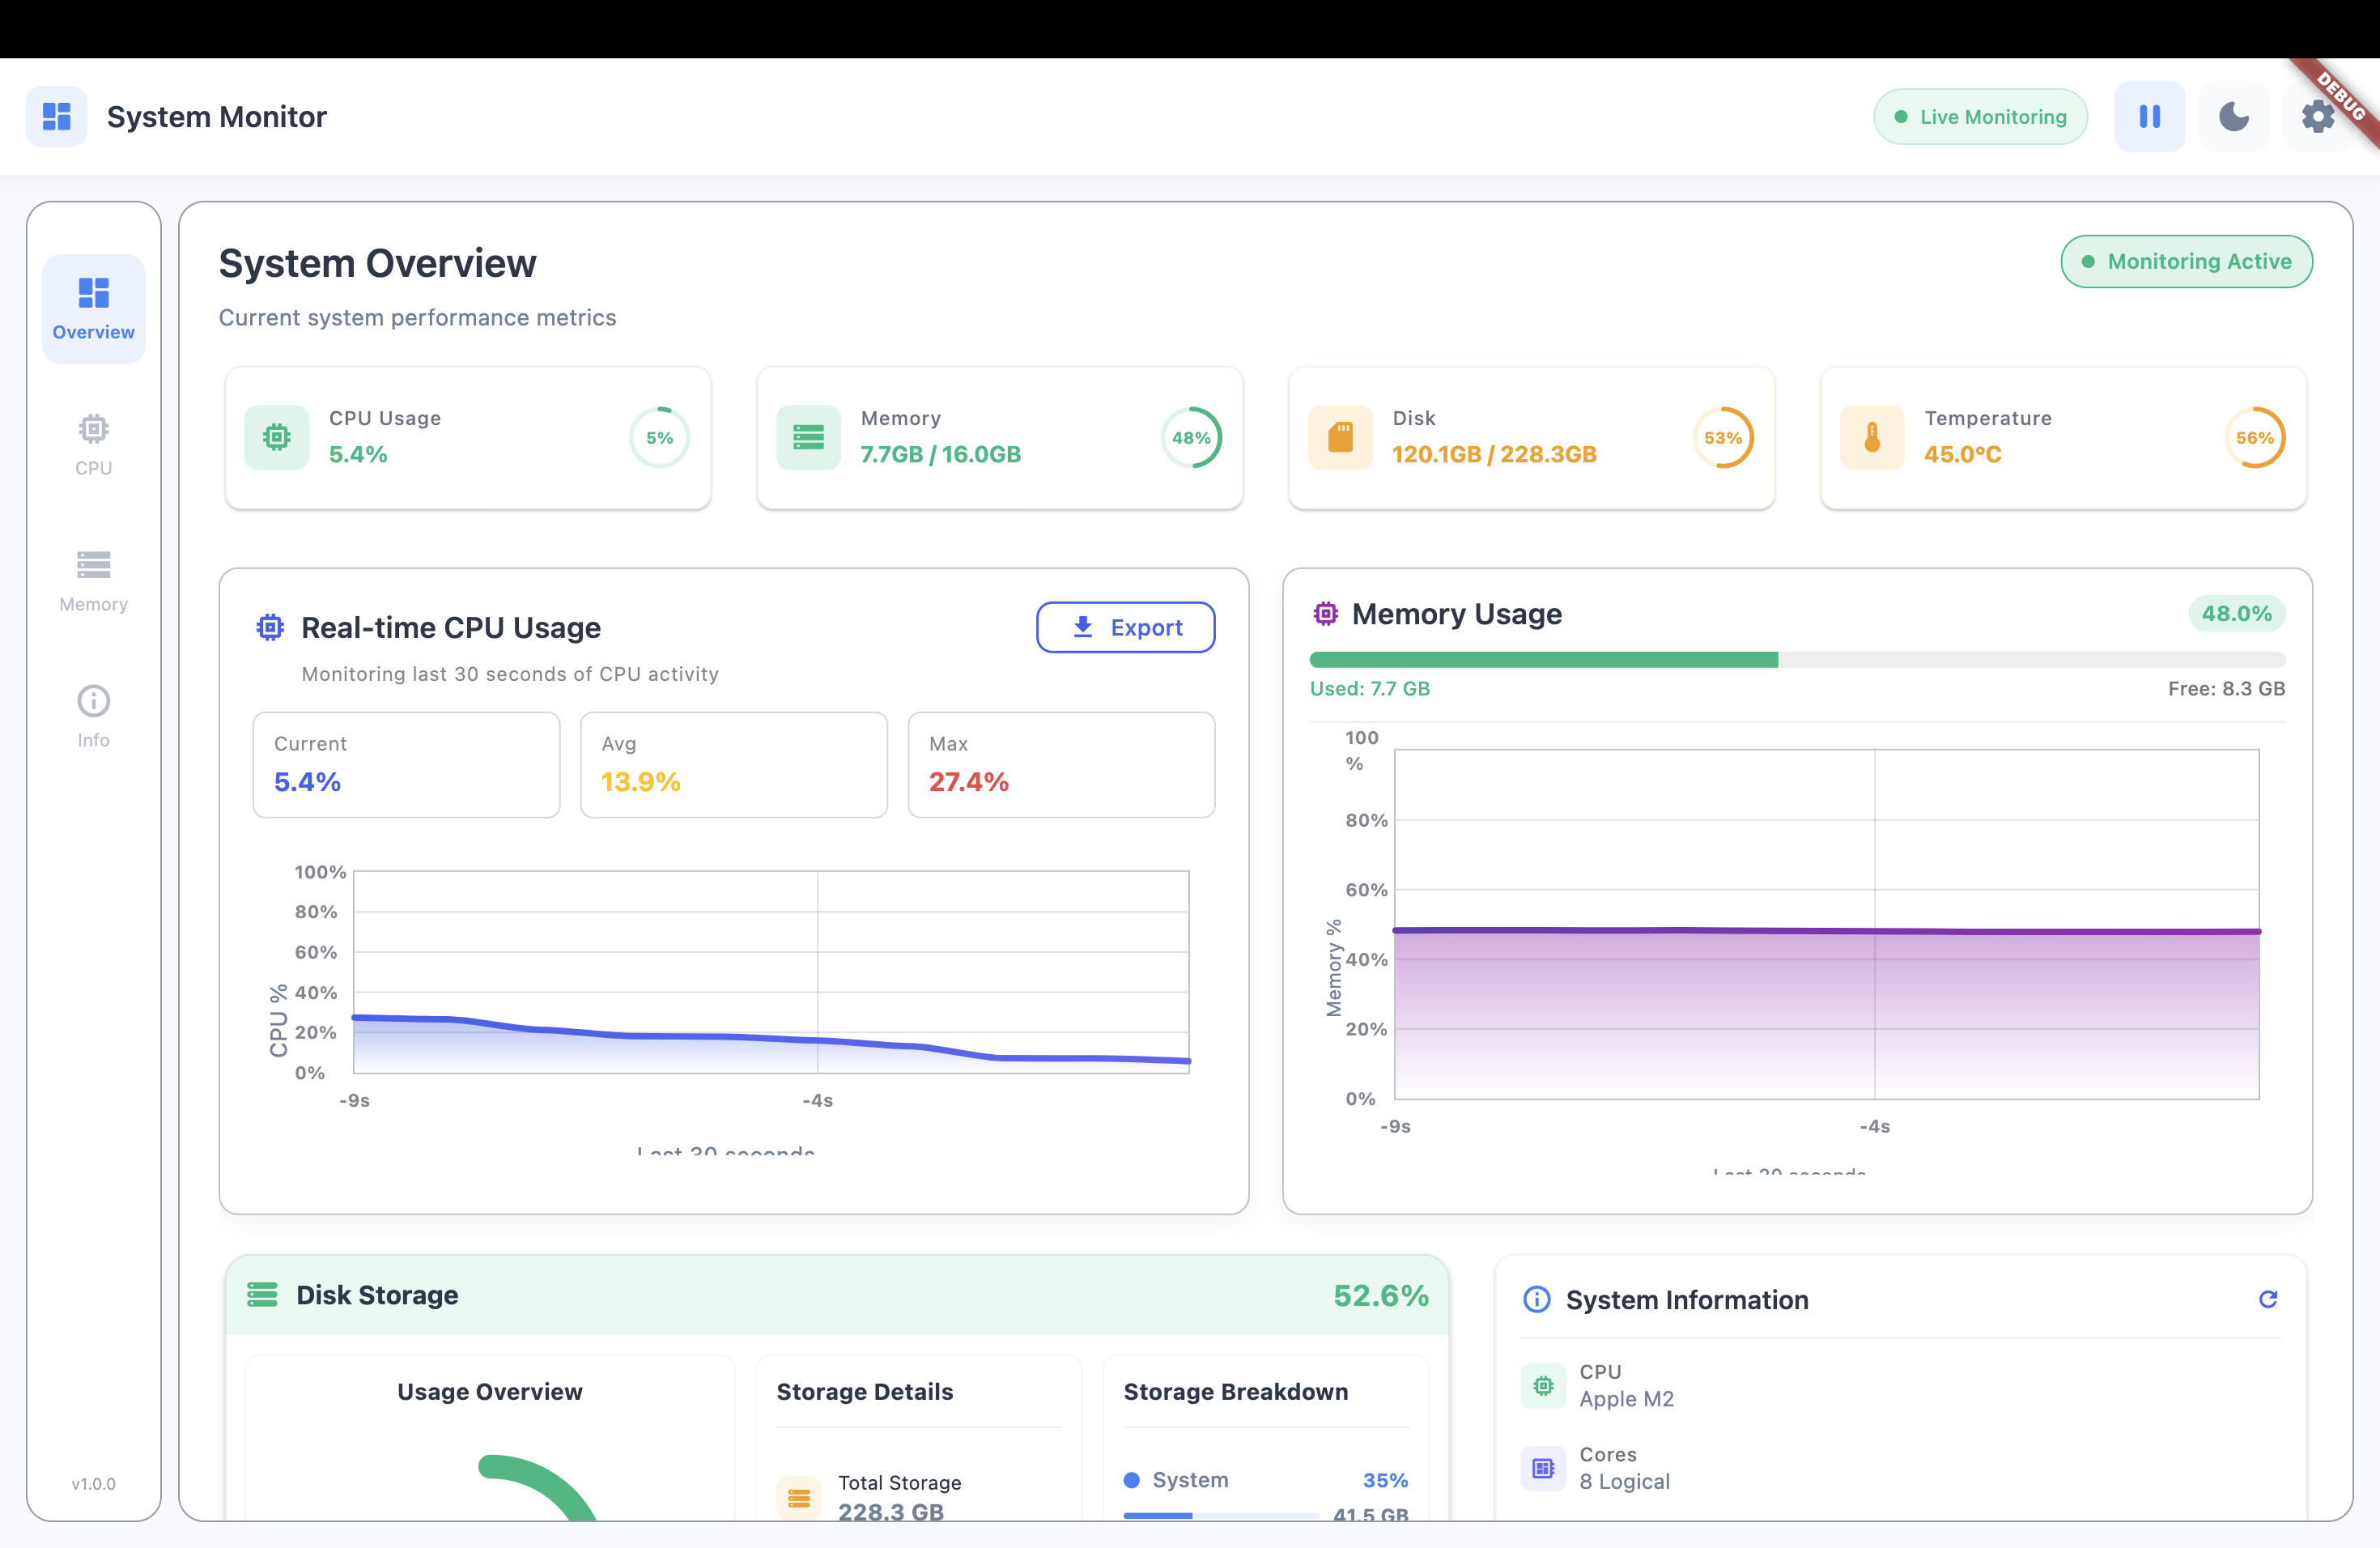 DEBUG
System Monitor
Live Monitoring
Overview
CPU
Memory
Info
v1.0.0
System Overview
Monitoring Active
Current system performance metrics
CPU Usage
5.4%
5%
Memory
7.7GB / 16.0GB
48%
Disk
120.1GB / 228.3GB
53%
Temperature
45.0°C
56%
Real-time CPU Usage
Export
Monitoring last 30 seconds of CPU activity
Current
5.4%
Avg
13.9%
Max
27.4%
100%
80%
60%
40%
20%
0%
CPU %
-9s
-4s
Last 30 seconds
Memory Usage
48.0%
Used: 7.7 GB
Free: 8.3 GB
100
%
80%
60%
40%
20%
0%
Memory %
-9s
-4s
Last 30 seconds
Disk Storage
52.6%
Usage Overview
Storage Details
Total Storage
228.3 GB
Storage Breakdown
System
35%
41.5 GB
System Information
CPU
Apple M2
Cores
8 Logical